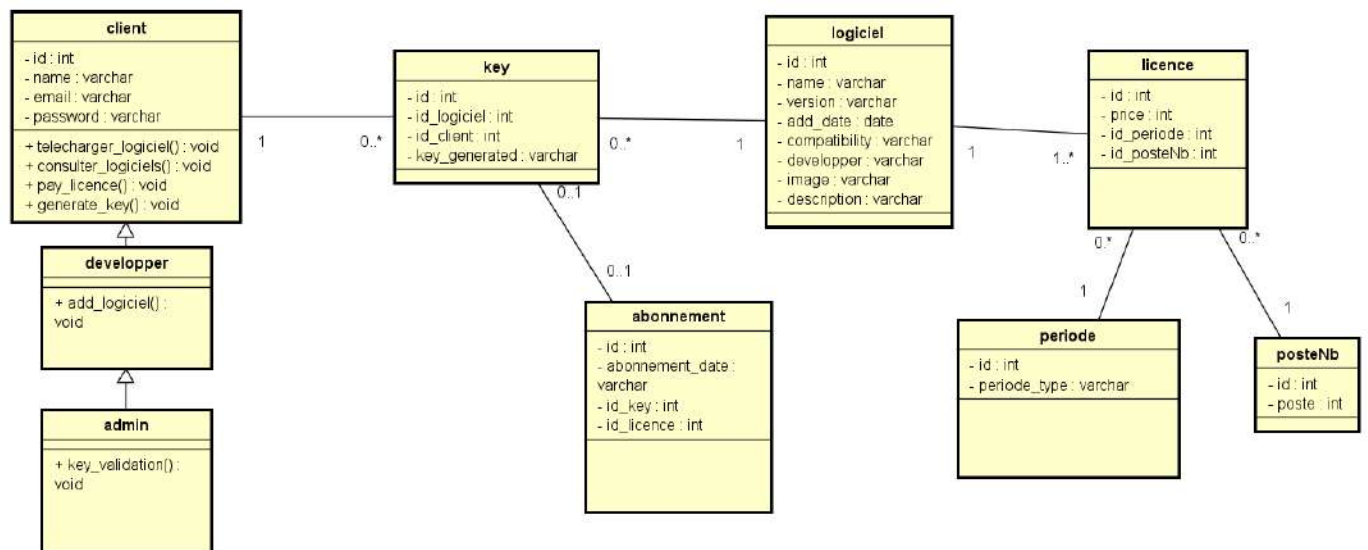 client
- id : int
- name : varchar
- email : varchar
- password : varchar
+ telecharger_logiciel() : void
+ consulter_logiciels() : void
+ pay_licence() : void
+ generate_key() : void
developper
+ add_logiciel() :
void
admin
+ key_validation() :
void
1
0..*
key
- id : int
- id_logiciel : int
- id_client : int
- key_generated : varchar
0..*
1
0..1
0..1
abonnement
- id : int
- abonnement_date :
varchar
- id_key : int
- id_licence : int
logiciel
- id : int
- name : varchar
- version : varchar
- add_date : date
- compatibility : varchar
- developper : varchar
- image : varchar
- description : varchar
1
1..*
licence
- id : int
- price : int
- id_periode : int
- id_posteNb : int
0..*
0..*
1
1
periode
- id : int
- periode_type : varchar
posteNb
- id : int
- poste : int